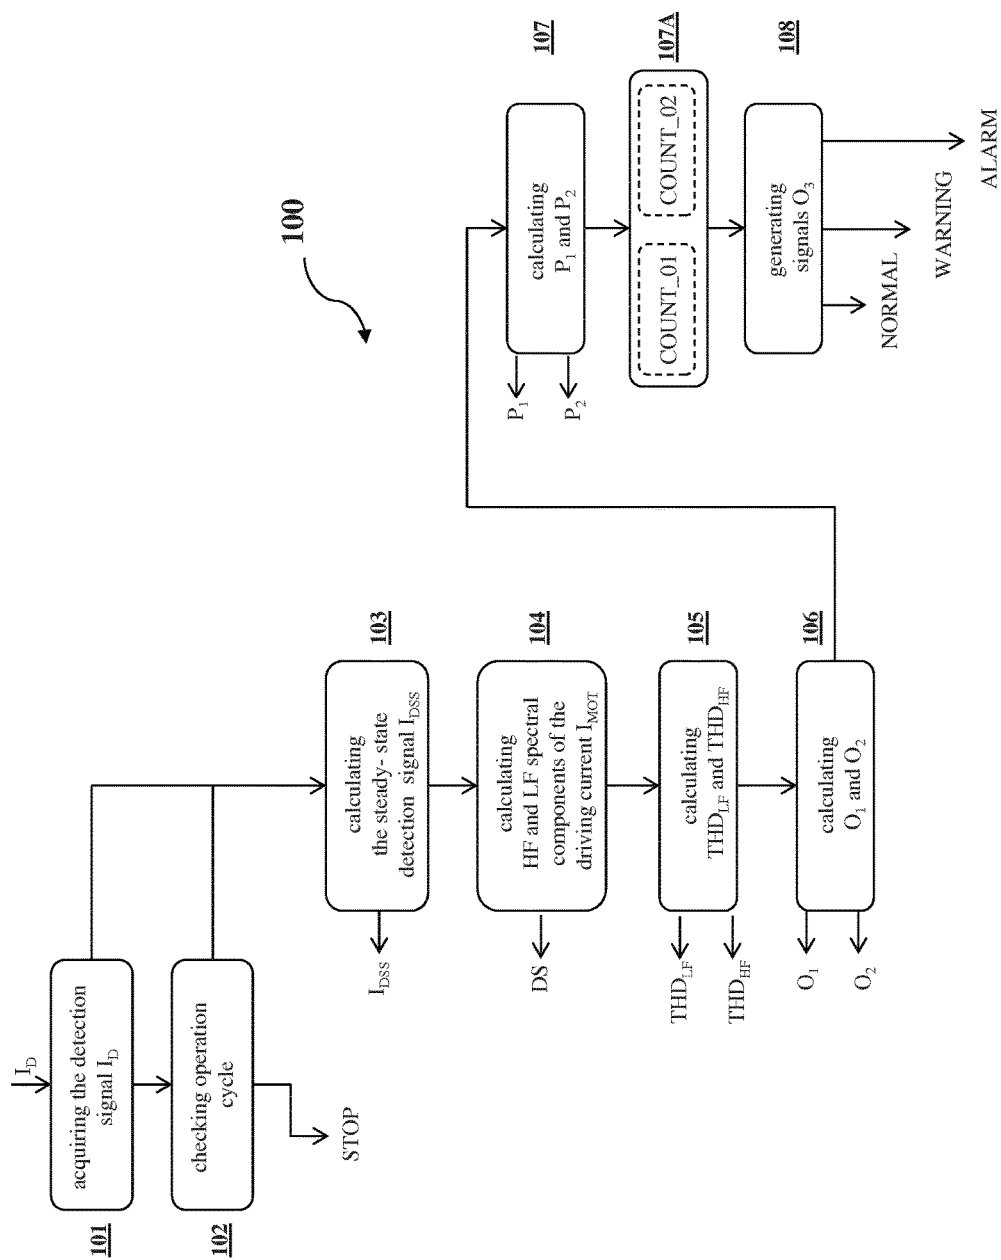 100
I_D
101
acquiring the detection
signal I_D
102
checking operation
cycle
STOP
103
calculating
the steady- state
detection signal I_DSS
I_DSS
104
calculating
HF and LF spectral
components of the
driving current I_MOT
DS
105
calculating
THD_LF and THD_HF
THD_LF
THD_HF
106
calculating
O_1 and O_2
O_1
O_2
107
calculating
P_1 and P_2
P_1
P_2
107A
COUNT_01
COUNT_02
108
generating
signals O_3
NORMAL
WARNING
ALARM